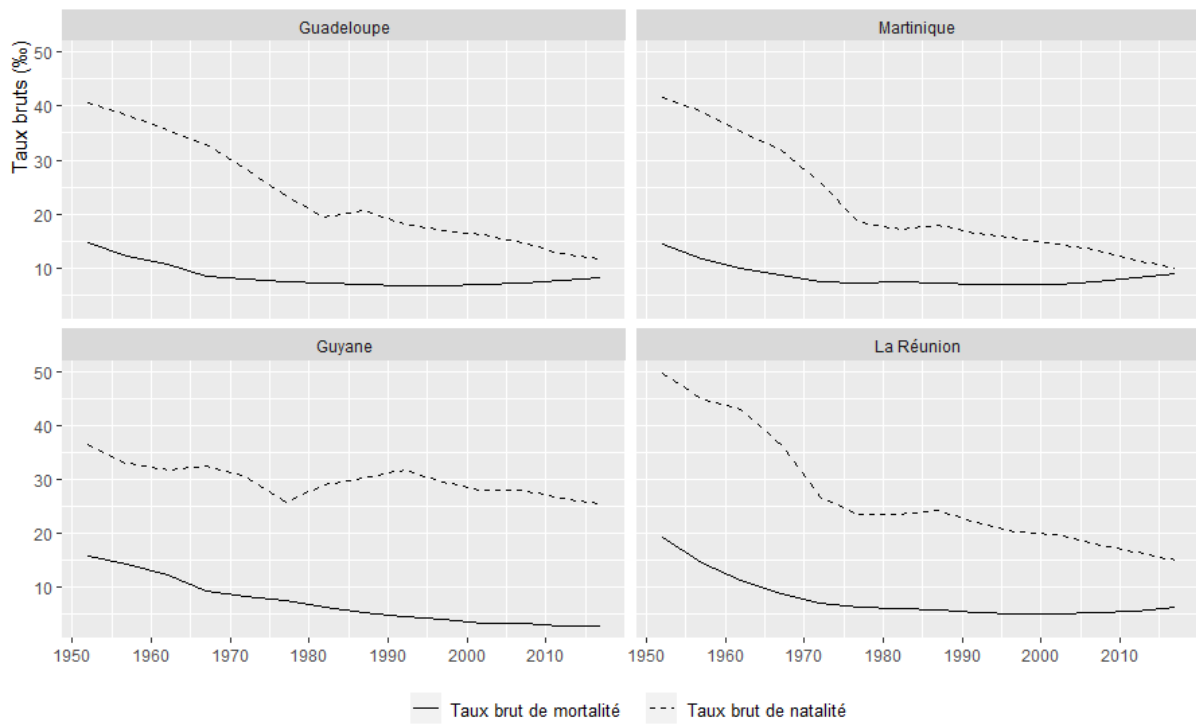 Guadeloupe
Martinique
Taux bruts (‰)
50
40
30
20
10
Guyane
La Réunion
50
40
30
20
10
1950 1960 1970 1980 1990 2000 2010
1950 1960 1970 1980 1990 2000 2010
Taux brut de mortalité
Taux brut de natalité